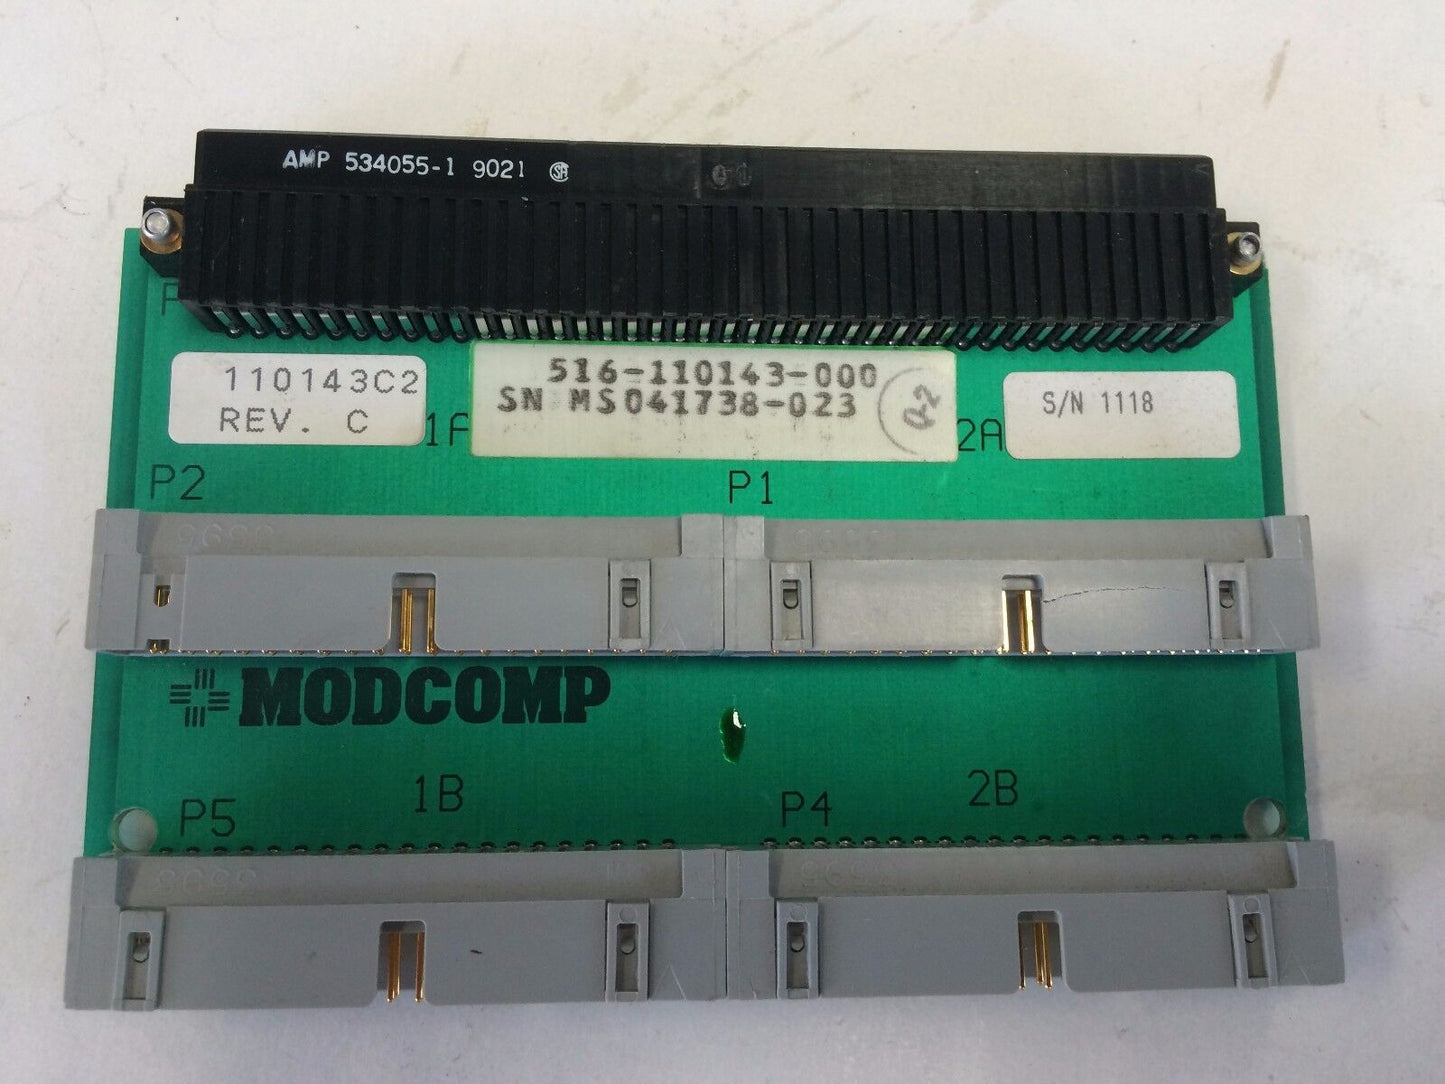 AMP 534055-1 9021
110143C2
REV. C
516-110143-000
SN MS041738-023
S/N 1118
2A
P2
P1
MODCOMP
1B
2B
P5
P4